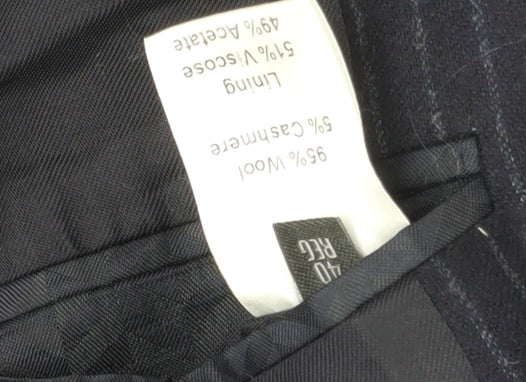 40
REG
95% Wool
5% Cashmere
Lining
51% Viscose
49% Acetate